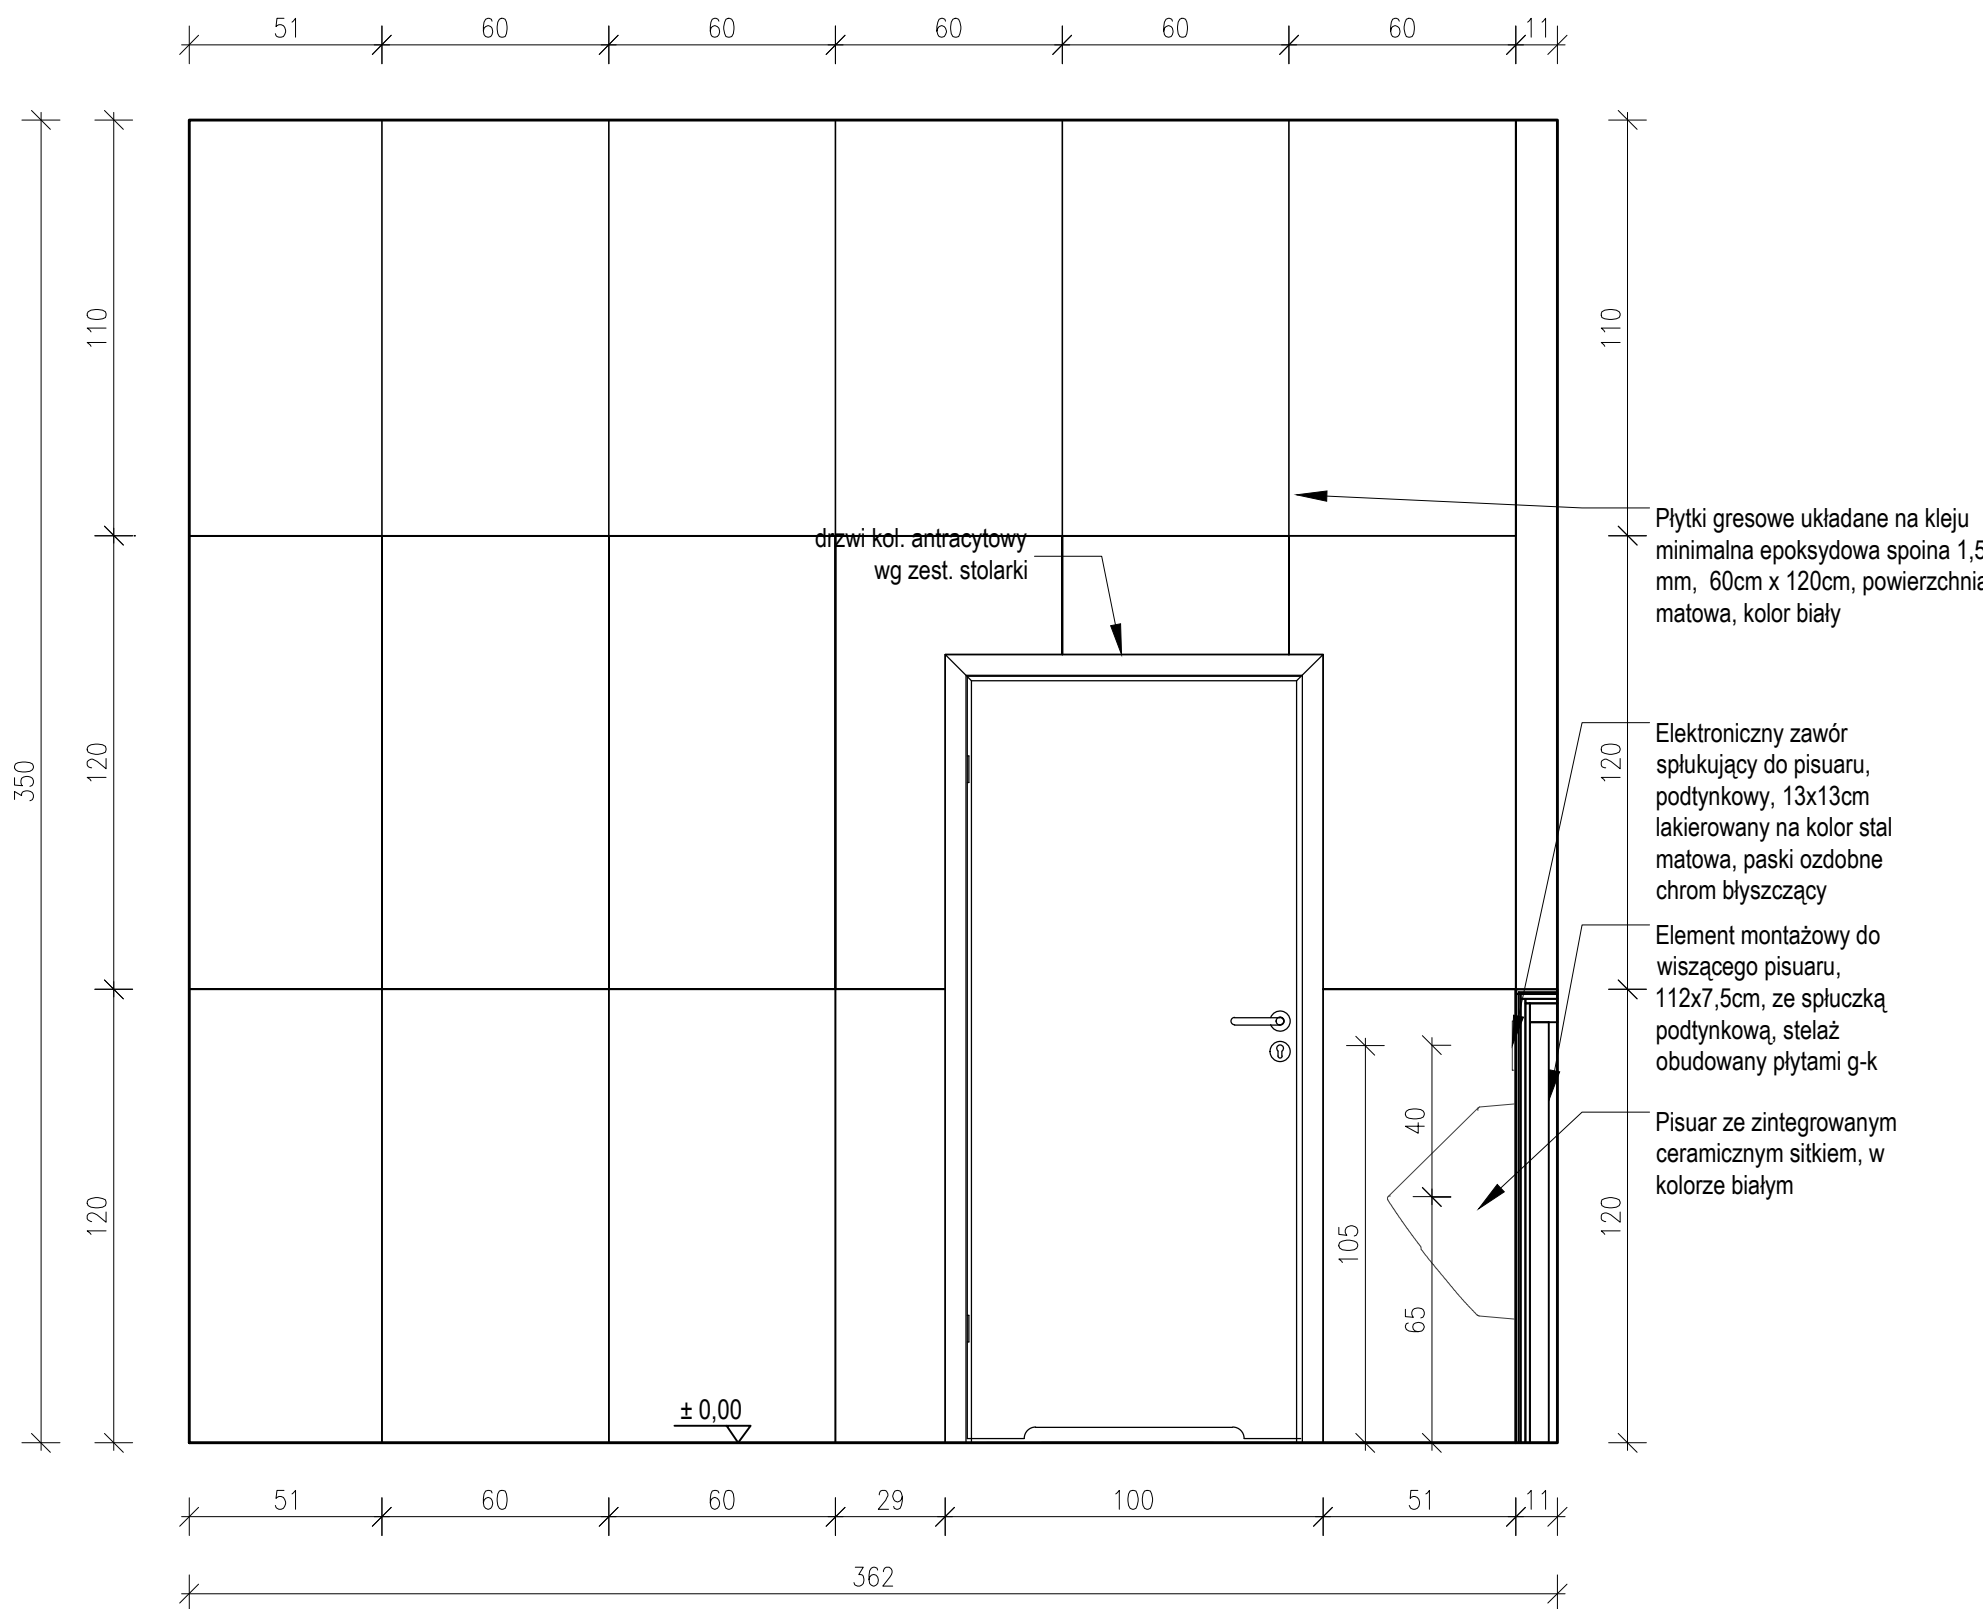 51 60 60 60 60 60 11
110 110
drzwi kol. antracytowy
wg zest. stolarki
Płytki gresowe układane na kleju
minimalna epoksydowa spoina 1,5
mm, 60cm x 120cm, powierzchnia
matowa, kolor biały
350 120 120
Elektroniczny zawór
spłukujący do pisuaru,
podtynkowy, 13x13cm
lakierowany na kolor stal
matowa, paski ozdobne
chrom błyszczący
Element montażowy do
wiszącego pisuaru,
112x7,5cm, ze spłuczką
podtynkową, stelaż
obudowany płytami g-k
Pisuar ze zintegrowanym
ceramicznym sitkiem, w
kolorze białym
40
120 105 65 120
± 0,00
51 60 60 29 100 51 11
362